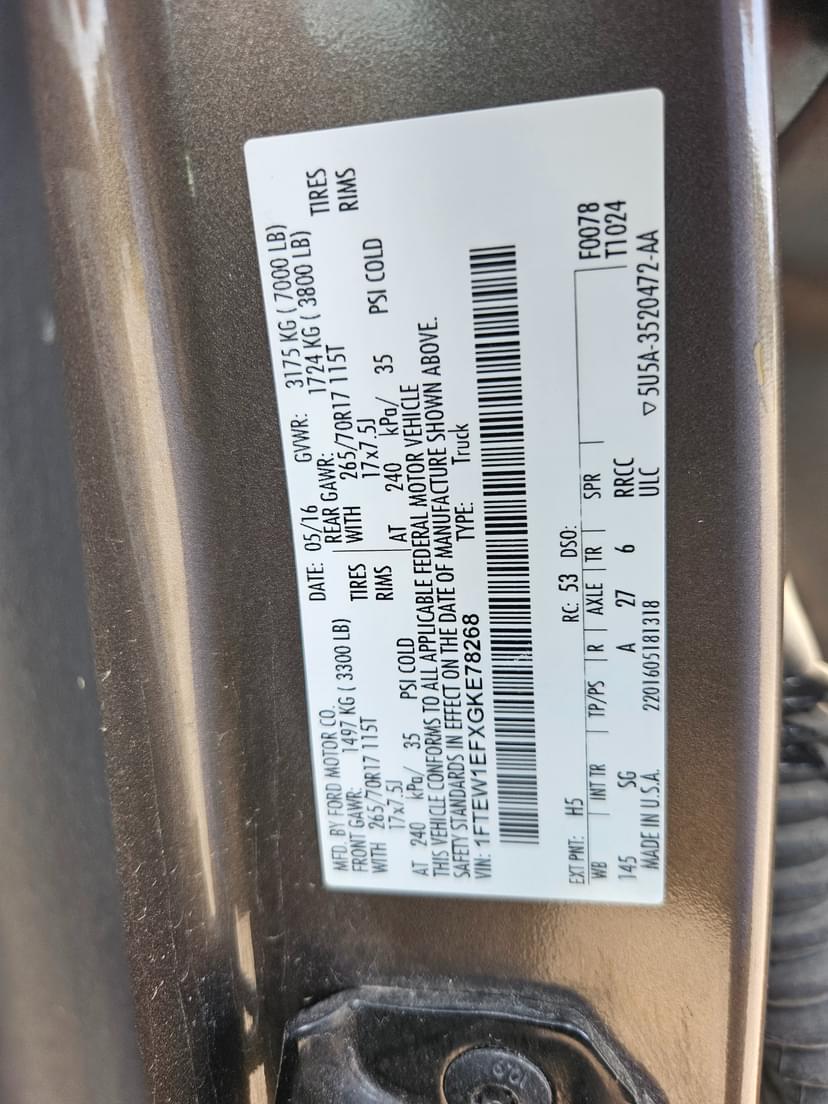 MFD. BY FORD MOTOR CO.
DATE: 05/16 GVWR: 3175 KG ( 7000 LB)
FRONT GAWR: 1497 KG ( 3300 LB)
REAR GAWR: 1724 KG ( 3800 LB)
WITH 265/70R17 115T TIRES
17x7.5J RIMS
AT 240 kPa/ 35 PSI COLD
WITH 265/70R17 115T TIRES
17x7.5J RIMS
AT 240 kPa/ 35 PSI COLD
THIS VEHICLE CONFORMS TO ALL APPLICABLE FEDERAL MOTOR VEHICLE
SAFETY STANDARDS IN EFFECT ON THE DATE OF MANUFACTURE SHOWN ABOVE.
VIN: 1FTEW1EFXGKE78268 TYPE: Truck
EXT PNT: H5 RC: 53 DSO:
WB INT TR TP/PS R AXLE TR SPR F0078
145 SG A 27 6 RRCC T1024
ULC
MADE IN U.S.A. 2201605181318 ▽5U5A-3520472-AA
10.9